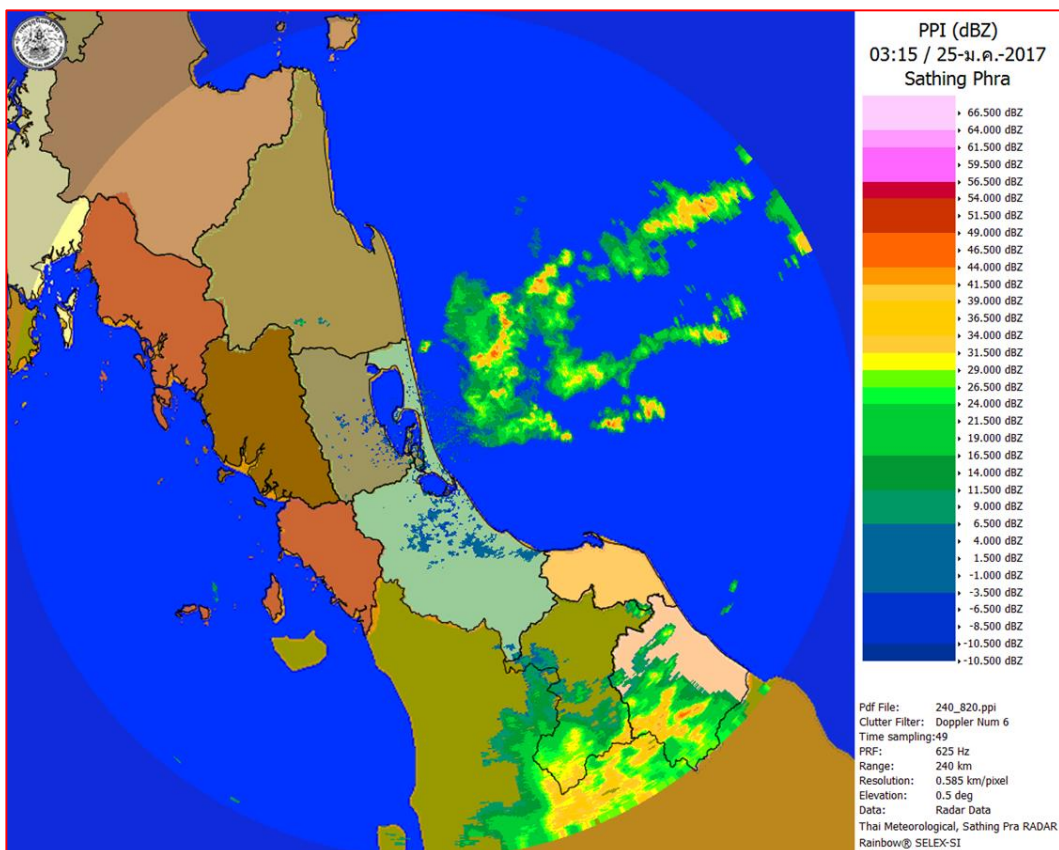 PPI (dBZ)
03:15 / 25-ม.ค.-2017
Sathing Phra
66.500 dBZ
64.000 dBZ
61.500 dBZ
59.500 dBZ
56.500 dBZ
54.000 dBZ
51.500 dBZ
49.000 dBZ
46.500 dBZ
44.000 dBZ
41.500 dBZ
39.000 dBZ
36.500 dBZ
34.000 dBZ
31.500 dBZ
29.000 dBZ
26.500 dBZ
24.000 dBZ
21.500 dBZ
19.000 dBZ
16.500 dBZ
14.000 dBZ
11.500 dBZ
9.000 dBZ
6.500 dBZ
4.000 dBZ
1.500 dBZ
-1.000 dBZ
-3.500 dBZ
-6.500 dBZ
-8.500 dBZ
-10.500 dBZ
-10.500 dBZ
Pdf File: 240_820.ppi
Clutter Filter: Doppler Num 6
Time sampling:49
PRF: 625 Hz
Range: 240 km
Resolution: 0.585 km/pixel
Elevation: 0.5 deg
Data: Radar Data
Thai Meteorological, Sathing Pra RADAR
Rainbow® SELEX-SI